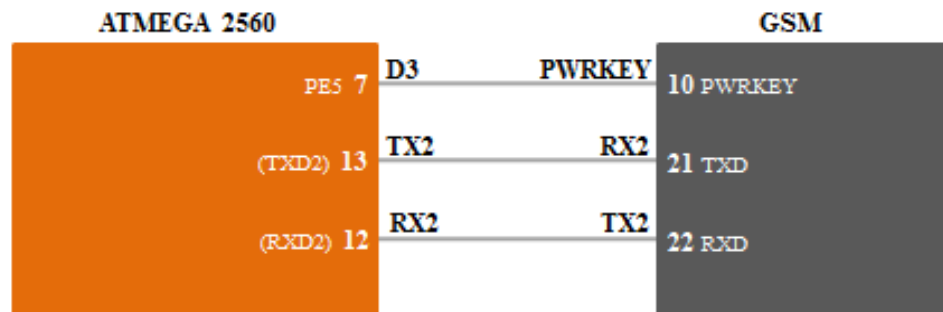 ATMEGA 2560 GSM
D3 PWRKEY
PE5 7 10 PWRKEY
TX2 RX2
(TXD2) 13 21 TXD
RX2 TX2
(RXD2) 12 22 RXD